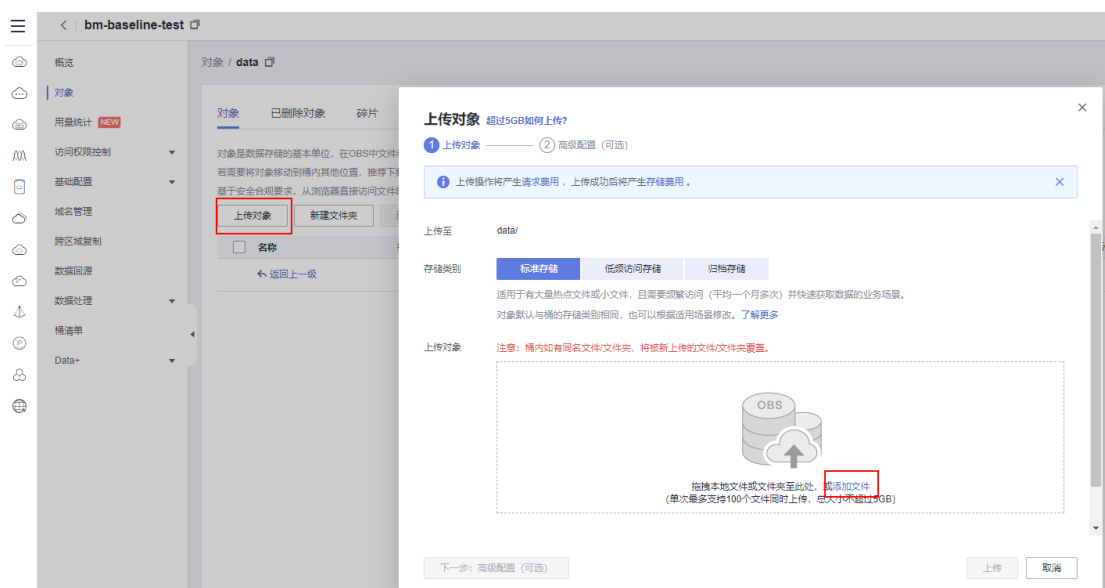 bm-baseline-test
概览
对象
用量统计 NEW
访问权限控制
基础配置
域名管理
跨区域复制
数据回源
数据处理
桶清单
Data+
对象 / data
对象 已删除对象 碎片
对象是数据存储的基本单位，在OBS中文件
若需要将对象移动到桶内其他位置，推荐下
基于安全合规要求，从浏览器直接访问文件
上传对象 新建文件夹
名称
返回上一级
上传对象 超过5GB如何上传?
1 上传对象 2 高级配置（可选）
上传操作将产生请求费用，上传成功后将产生存储费用。
上传至 data/
存储类别 标准存储 低频访问存储 归档存储
适用于有大量热点文件或小文件，且需要频繁访问（平均一个月多次）并快速获取数据的业务场景。
对象默认与桶的存储类别相同，也可以根据适用场景修改。了解更多
上传对象 注意：桶内如有同名文件/文件夹，将被新上传的文件/文件夹覆盖。
OBS
拖拽本地文件或文件夹至此处，或添加文件
（单次最多支持100个文件同时上传，总大小不超过5GB）
下一步：高级配置（可选） 上传 取消